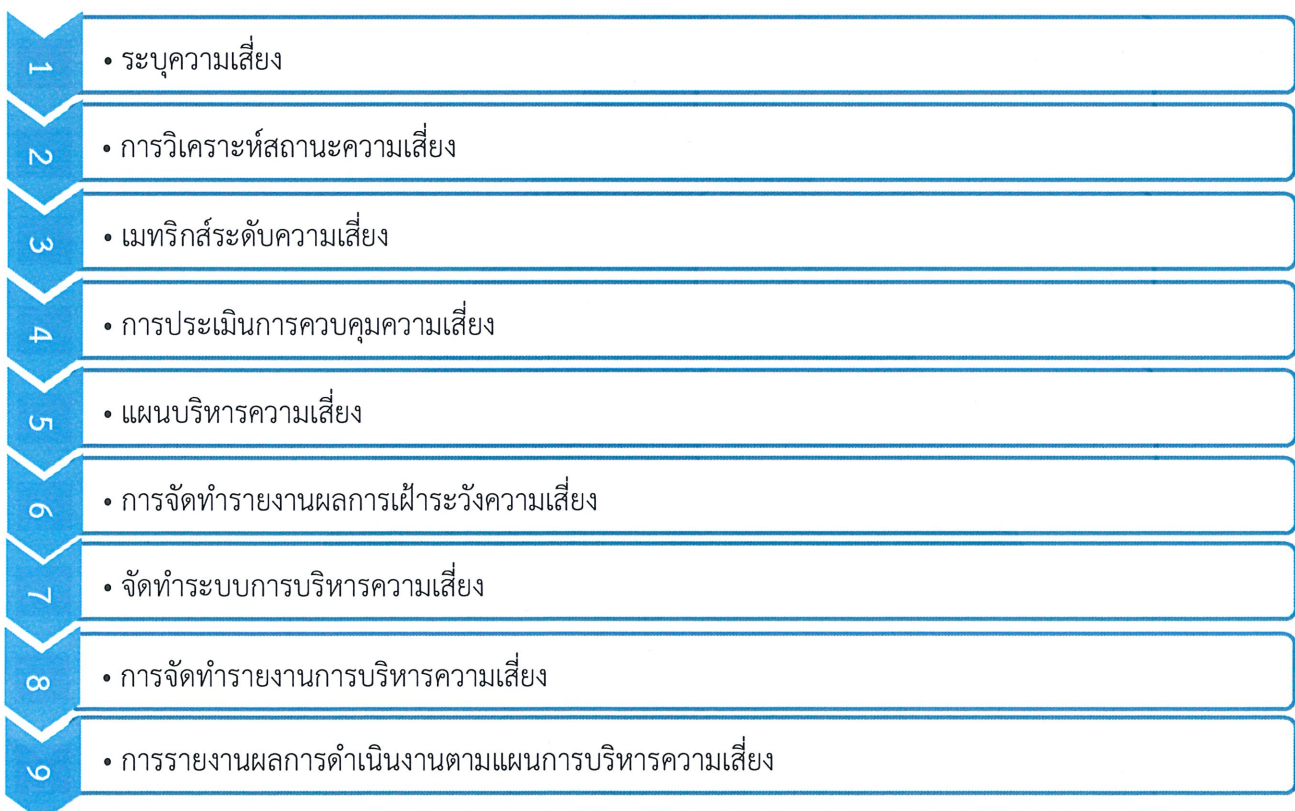 1
• ระบุความเสี่ยง
2
• การวิเคราะห์สถานะความเสี่ยง
3
• เมทริกส์ระดับความเสี่ยง
4
• การประเมินการควบคุมความเสี่ยง
5
• แผนบริหารความเสี่ยง
6
• การจัดทำรายงานผลการเฝ้าระวังความเสี่ยง
7
• จัดทำระบบการบริหารความเสี่ยง
8
• การจัดทำรายงานการบริหารความเสี่ยง
9
• การรายงานผลการดำเนินงานตามแผนการบริหารความเสี่ยง